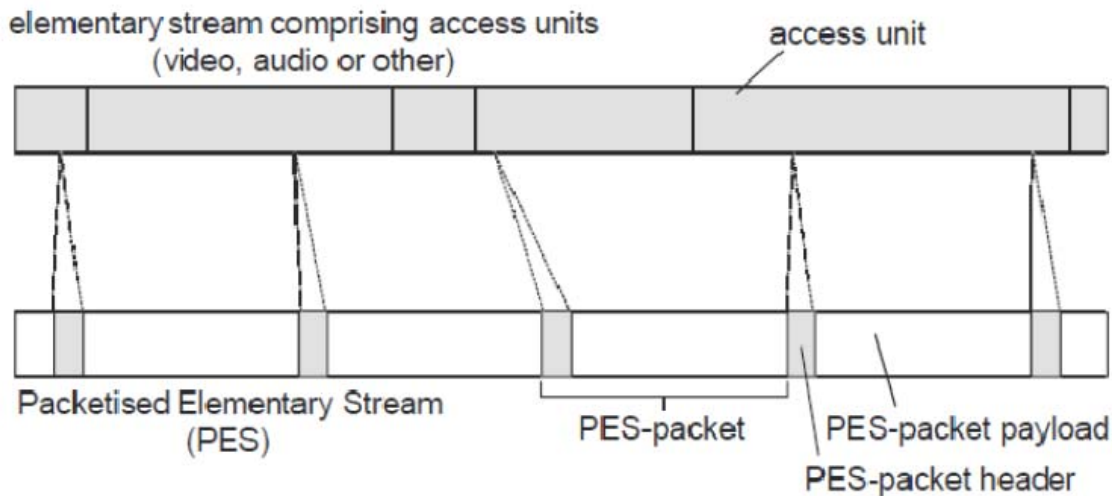 elementary stream comprising access units
(video, audio or other)
access unit
Packetised Elementary Stream
(PES)
PES-packet
PES-packet payload
PES-packet header